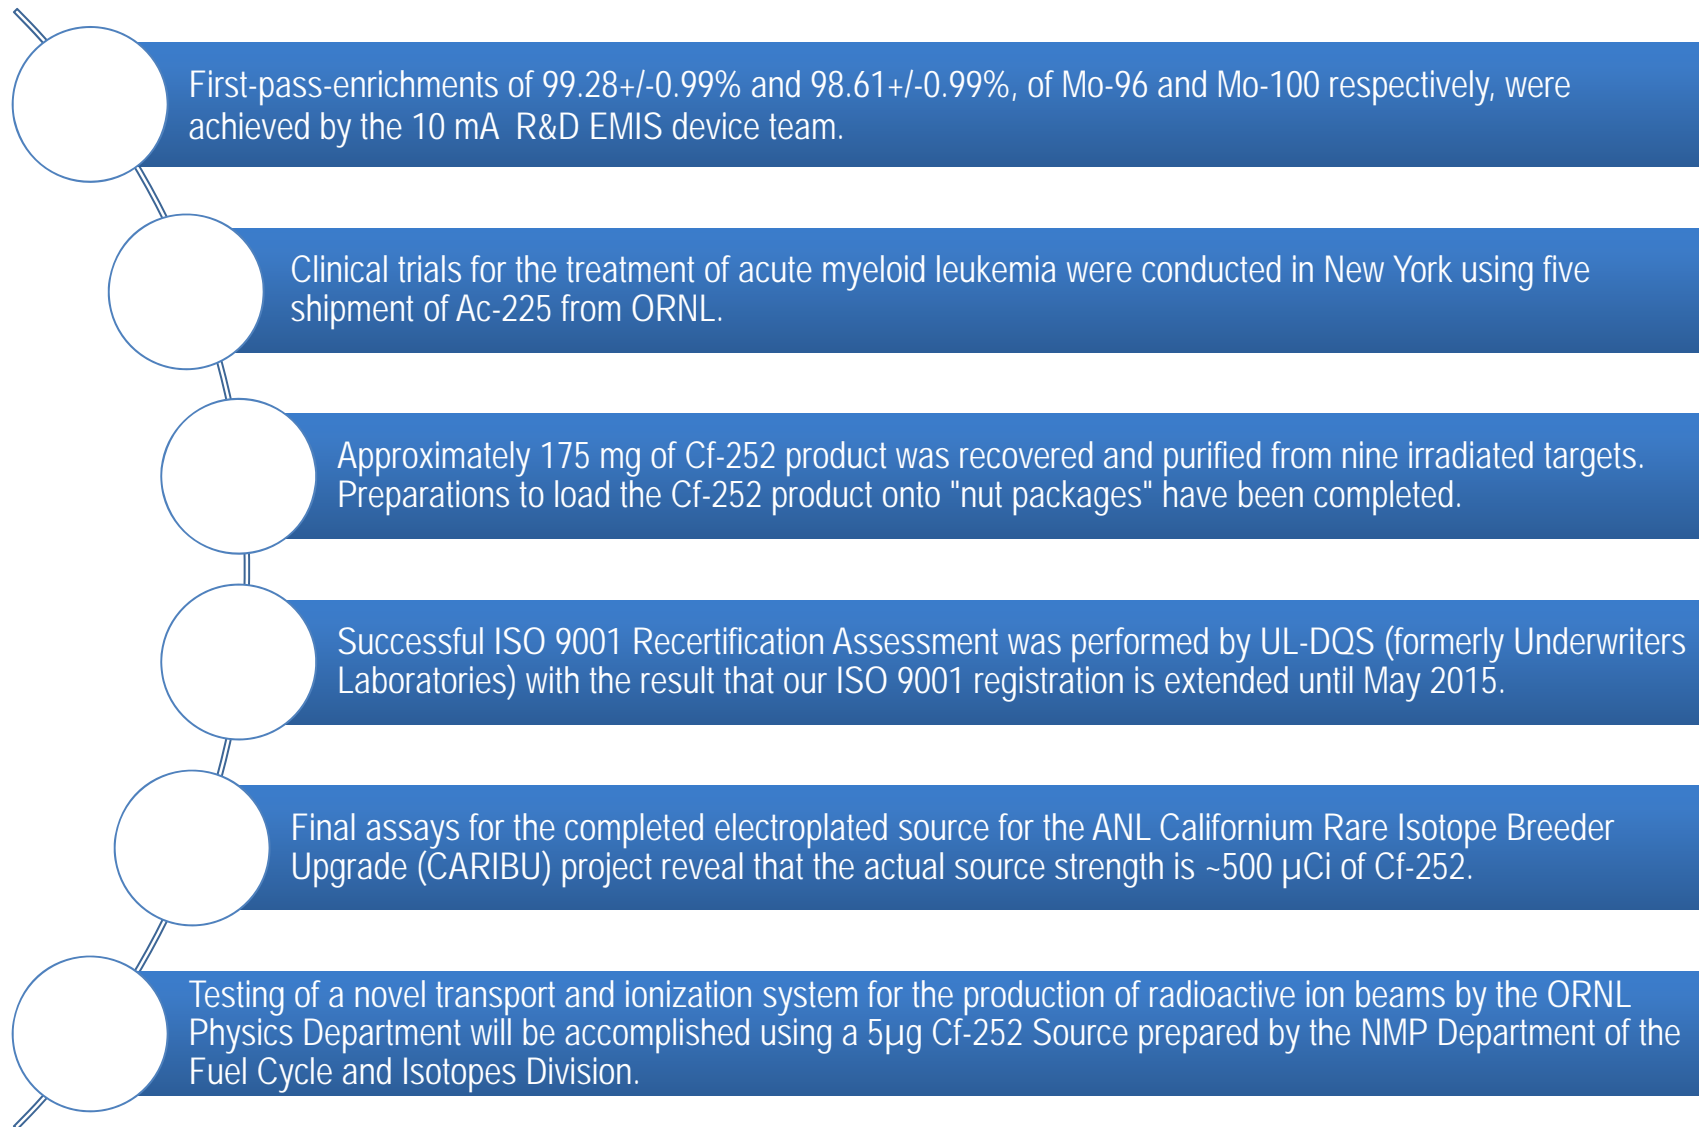 First-pass-enrichments of 99.28+/-0.99% and 98.61+/-0.99%, of Mo-96 and Mo-100 respectively, were
achieved by the 10 mA  R&D EMIS device team.
Clinical trials for the treatment of acute myeloid leukemia were conducted in New York using five
shipment of Ac-225 from ORNL.
Approximately 175 mg of Cf-252 product was recovered and purified from nine irradiated targets.
Preparations to load the Cf-252 product onto "nut packages" have been completed.
Successful ISO 9001 Recertification Assessment was performed by UL-DQS (formerly Underwriters
Laboratories) with the result that our ISO 9001 registration is extended until May 2015.
Final assays for the completed electroplated source for the ANL Californium Rare Isotope Breeder
Upgrade (CARIBU) project reveal that the actual source strength is ~500 µCi of Cf-252.
Testing of a novel transport and ionization system for the production of radioactive ion beams by the ORNL
Physics Department will be accomplished using a 5µg Cf-252 Source prepared by the NMP Department of the
Fuel Cycle and Isotopes Division.